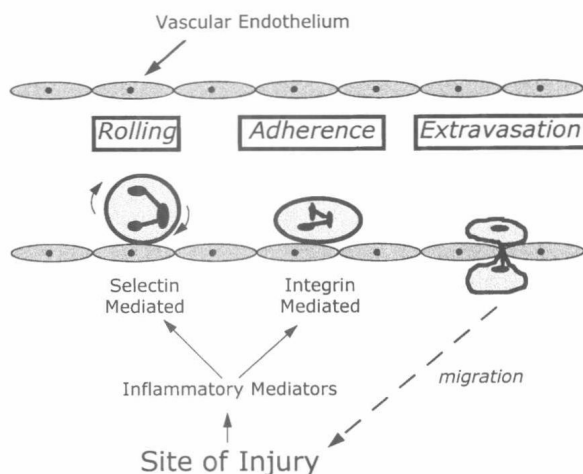 Vascular Endothelium
Rolling
Adherence
Extravasation
Selectin
Mediated
Integrin
Mediated
Inflammatory Mediators
migration
Site of Injury